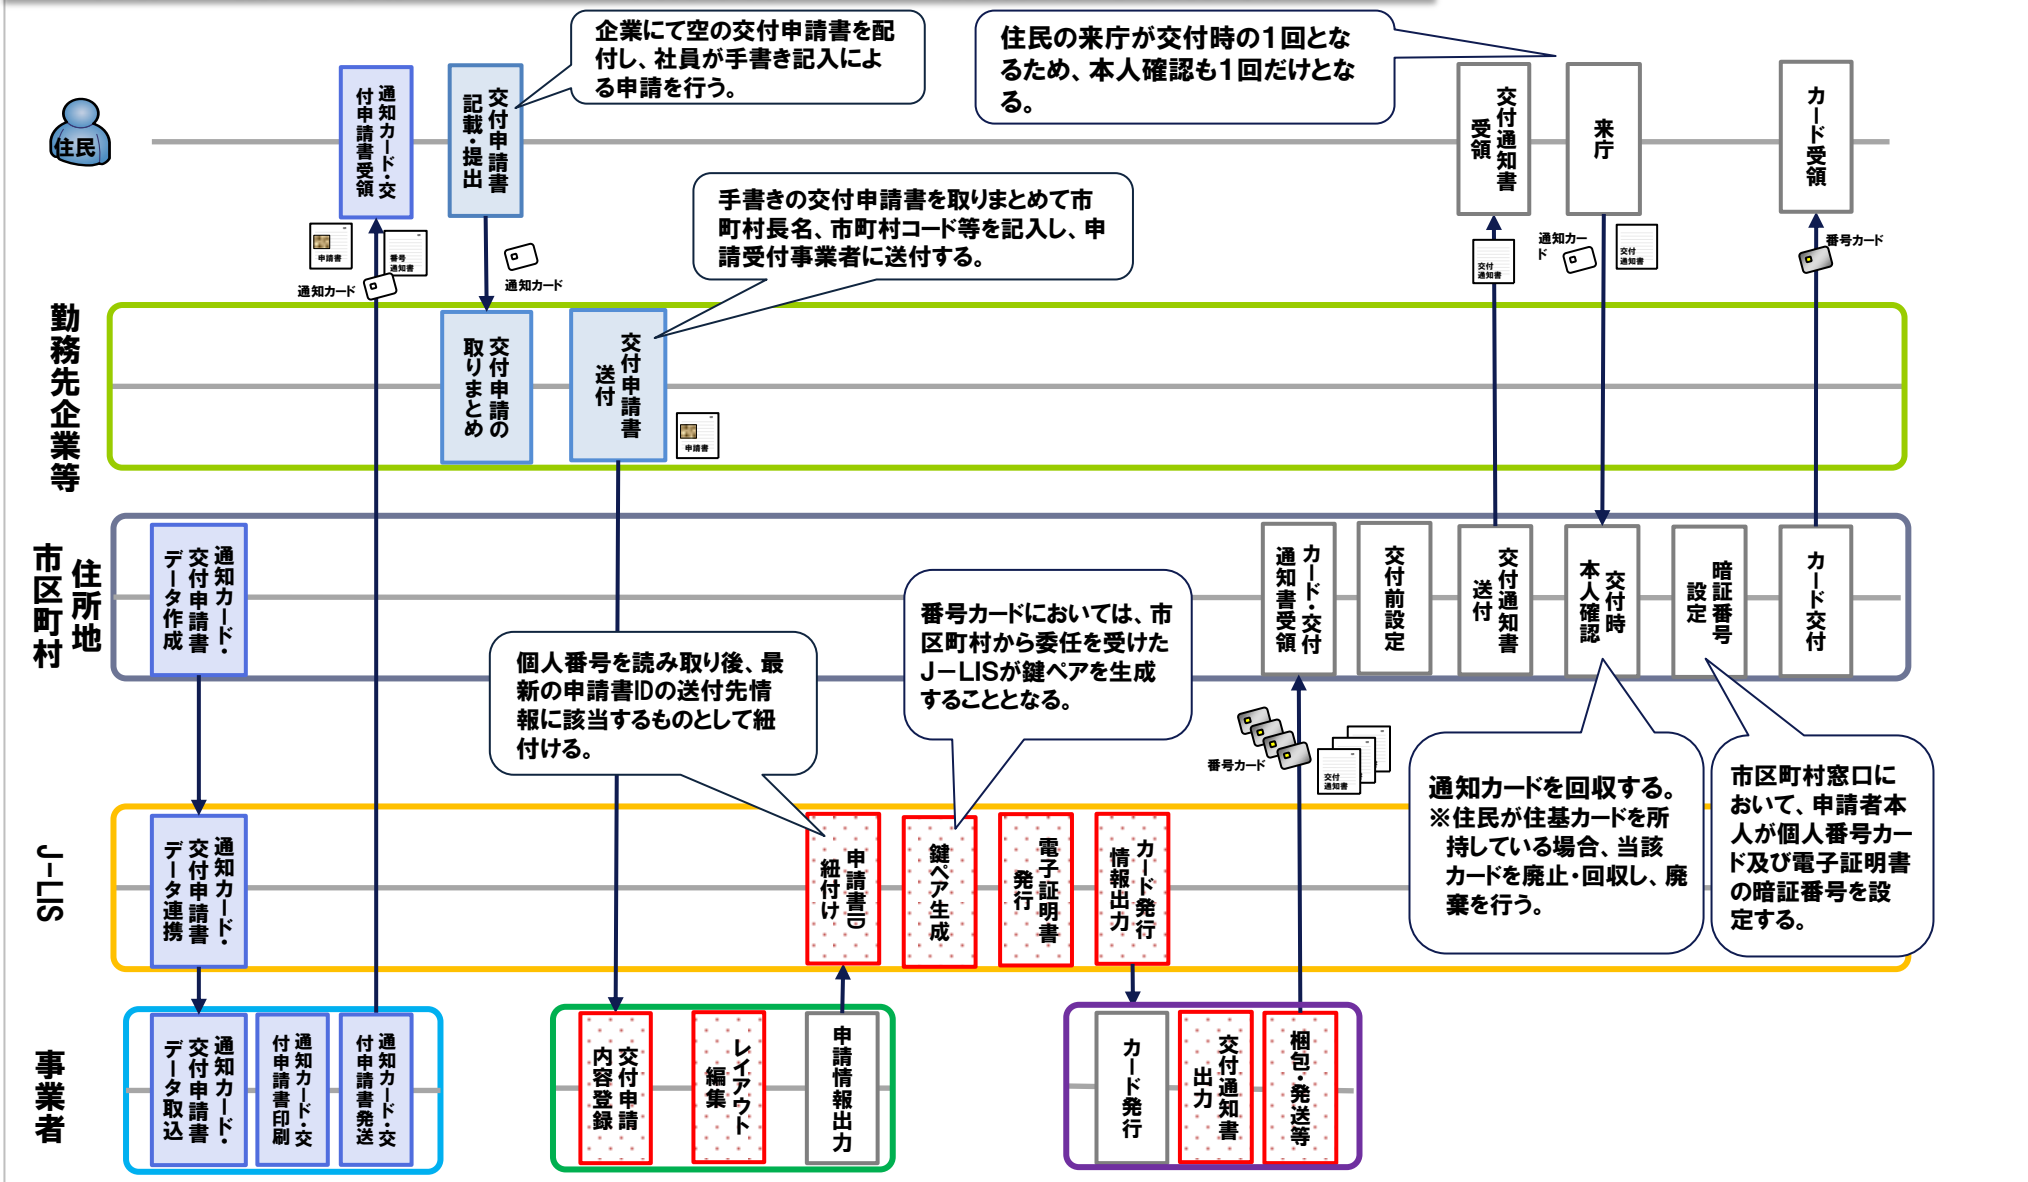 企業にて空の交付申請書を配
付し、社員が手書き記入によ
る申請を行う。
住民の来庁が交付時の1回とな
るため、本人確認も1回だけとな
る。
住民
通知カード・交
付申請書受領
交付申請書
記載・提出
交付通知書
受領
来庁
カード受領
手書きの交付申請書を取りまとめて市
町村長名、市町村コード等を記入し、申
請受付事業者に送付する。
申請書
番号
通知書
通知カード
通知カード
交付
通知書
通知カー
ド
交付
通知書
番号カード
勤務先企業等
交付申請の
取りまとめ
交付申請書
送付
申請書
住所地
市区町村
通知カード・
交付申請書
データ作成
カード・交付
通知書受領
交付前設定
交付通知書
送付
交付時
本人確認
暗証番号
設定
カード交付
個人番号を読み取り後、最
新の申請書IDの送付先情
報に該当するものとして紐
付ける。
番号カードにおいては、市
区町村から委任を受けた
J-LISが鍵ペアを生成
することとなる。
番号カード
交付
通知書
通知カードを回収する。
※住民が住基カードを所
持している場合、当該
カードを廃止・回収し、廃
棄を行う。
市区町村窓口に
おいて、申請者本
人が個人番号カー
ド及び電子証明書
の暗証番号を設
定する。
J-LIS
通知カード・
交付申請書
データ連携
申請書ID
紐付け
鍵ペア生成
電子証明書
発行
カード発行
情報出力
事業者
通知カード・
交付申請書
データ取込
通知カード・交
付申請書印刷
通知カード・交
付申請書発送
交付申請
内容登録
レイアウト
編集
申請情報出力
カード発行
交付通知書
出力
梱包・発送等